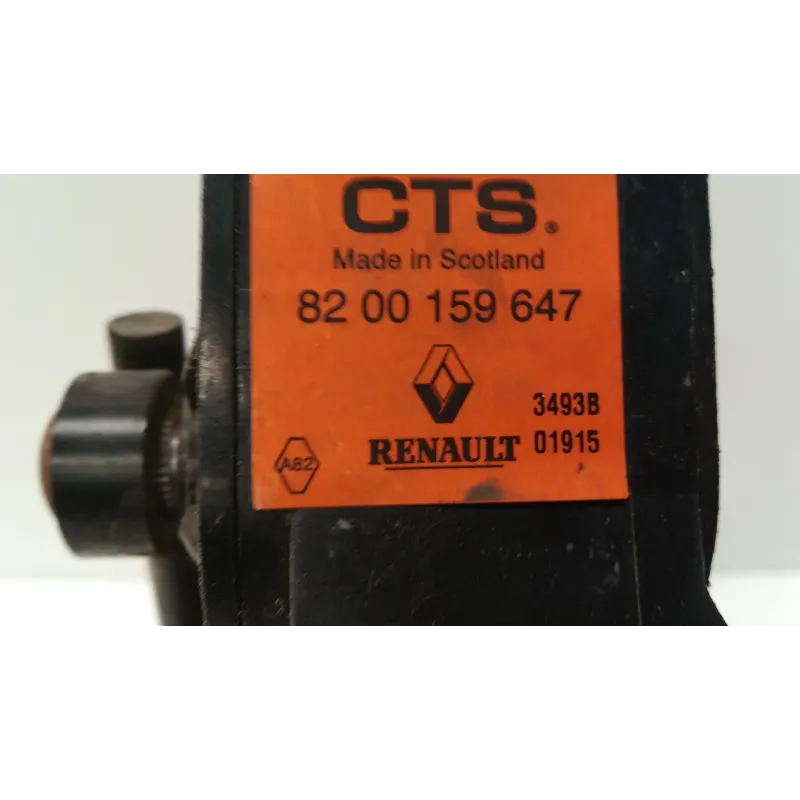 CTS®
Made in Scotland
82 00 159 647
3493B
RENAULT 01915
A82